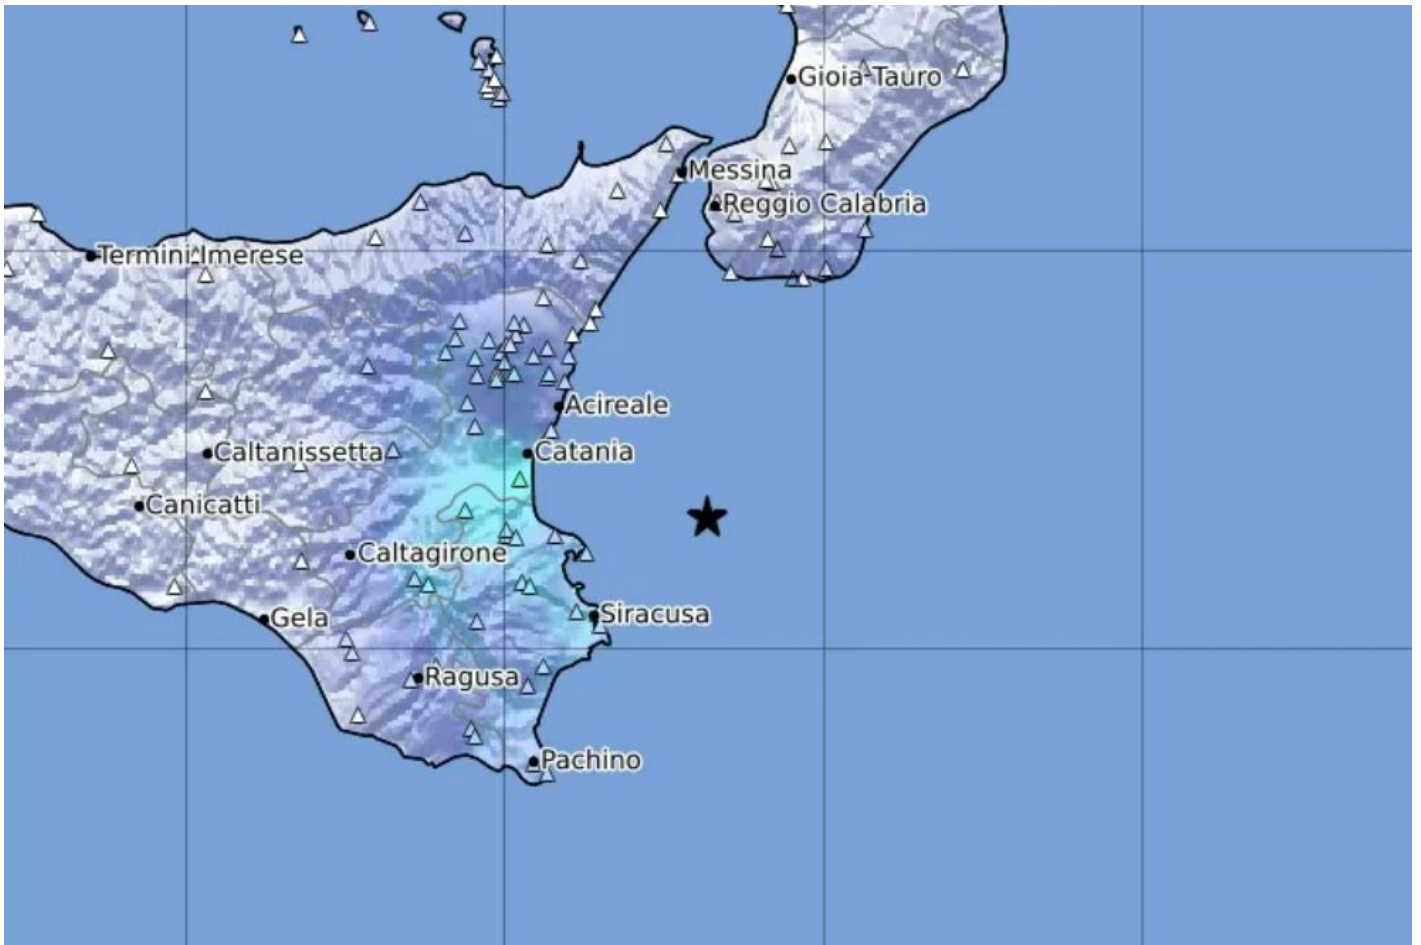 Gioia Tauro
Messina
Reggio Calabria
Termini Imerese
Acireale
Caltanissetta
Catania
Canicatti
Caltagirone
Gela
Siracusa
Ragusa
Pachino